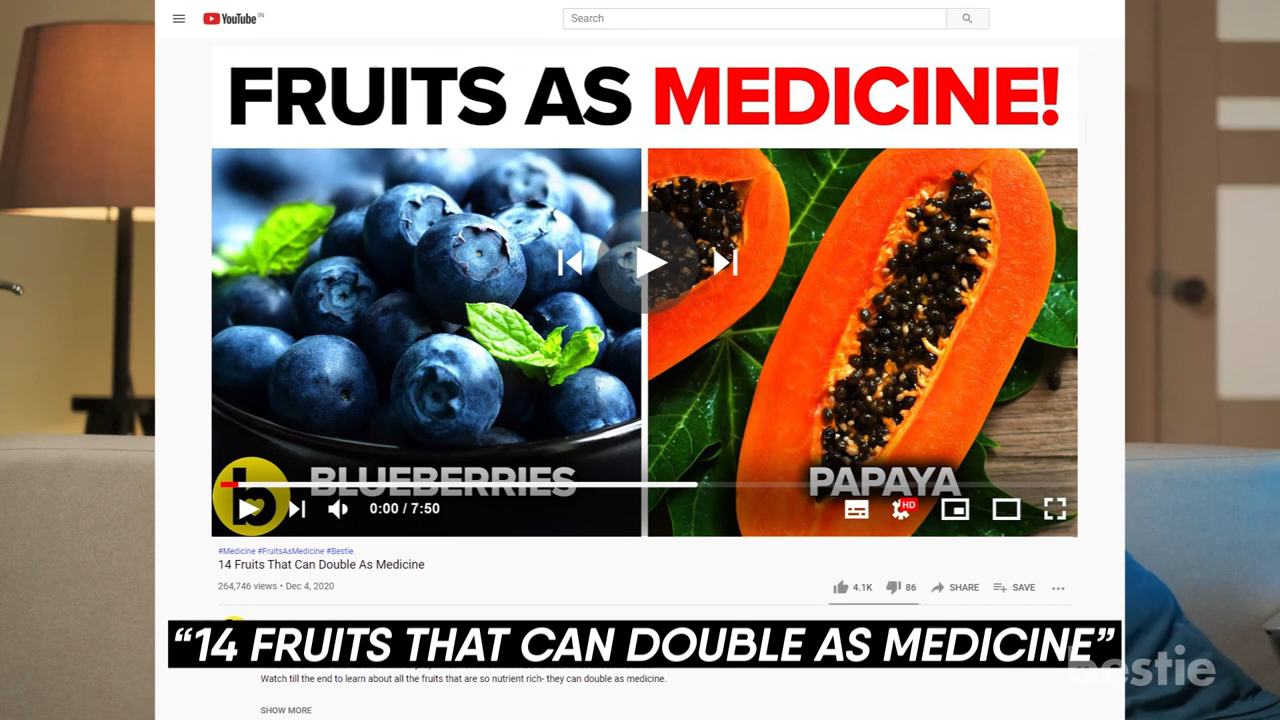 YouTube IN
Search
FRUITS AS MEDICINE!
BLUEBERRIES
PAPAYA
0:00 / 7:50
HD
#Medicine #FruitsAsMedicine #Bestie
14 Fruits That Can Double As Medicine
264,746 views • Dec 4, 2020
4.1K
86
SHARE
SAVE
“14 FRUITS THAT CAN DOUBLE AS MEDICINE”
bestie
Watch till the end to learn about all the fruits that are so nutrient rich- they can double as medicine.
SHOW MORE